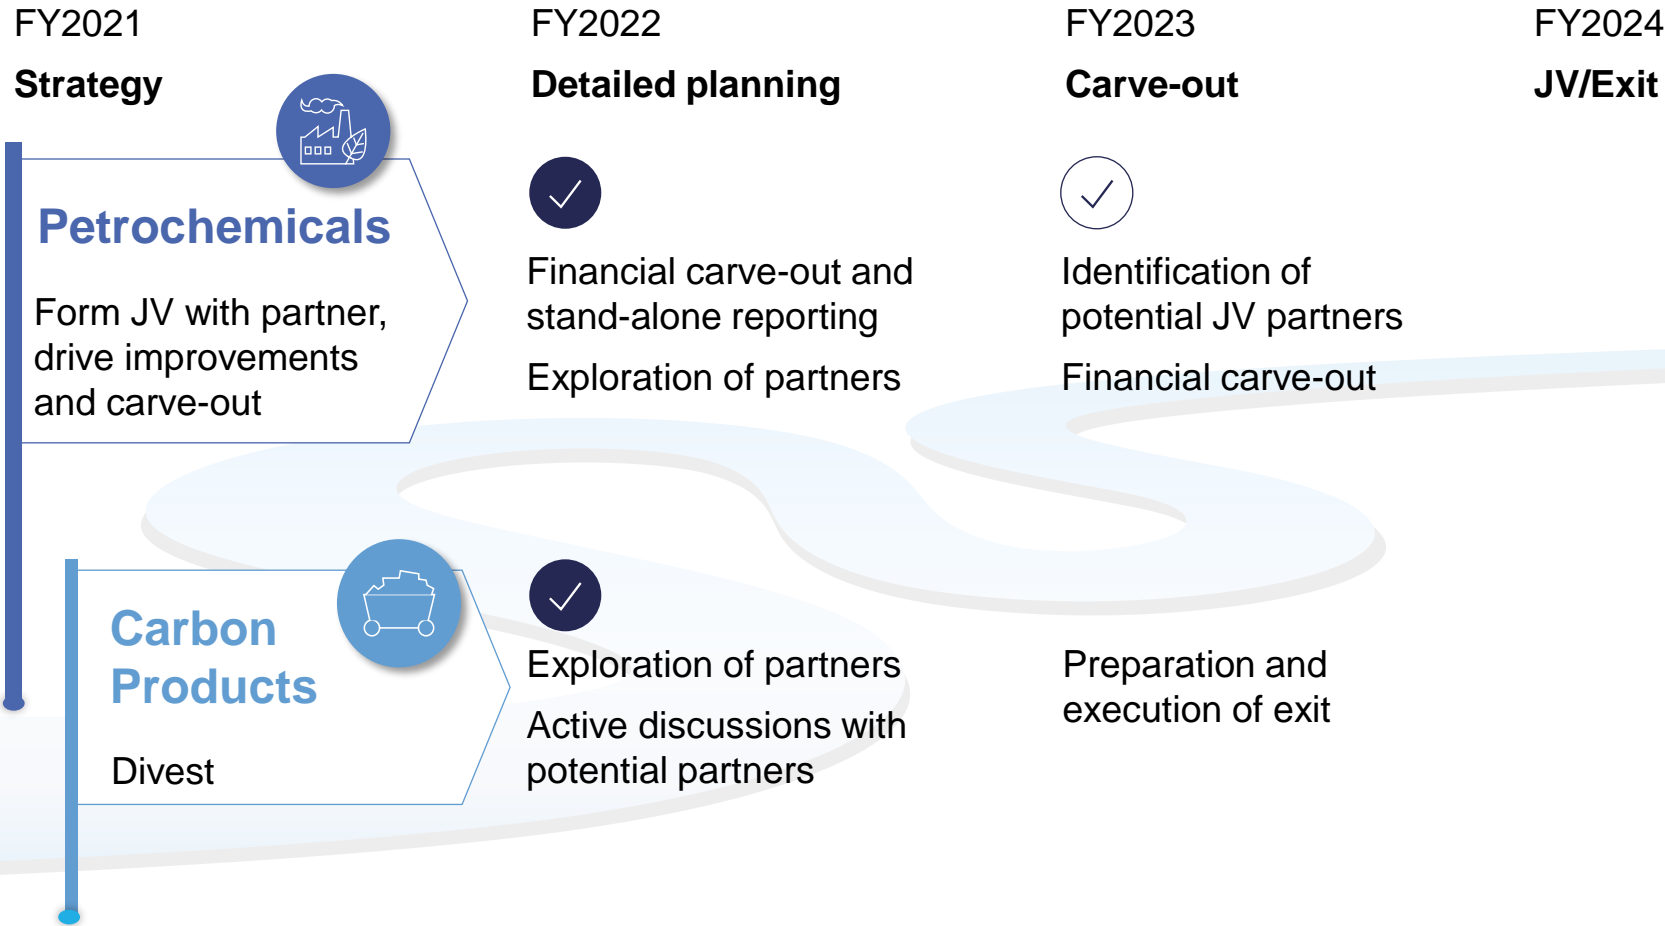 FY2021
FY2022
FY2023
FY2024
Strategy
Detailed planning
Carve-out
JV/Exit
Petrochemicals
Form JV with partner,
drive improvements
and carve-out
Financial carve-out and
stand-alone reporting
Exploration of partners
Identification of
potential JV partners
Financial carve-out
Carbon
Products
Divest
Exploration of partners
Active discussions with
potential partners
Preparation and
execution of exit